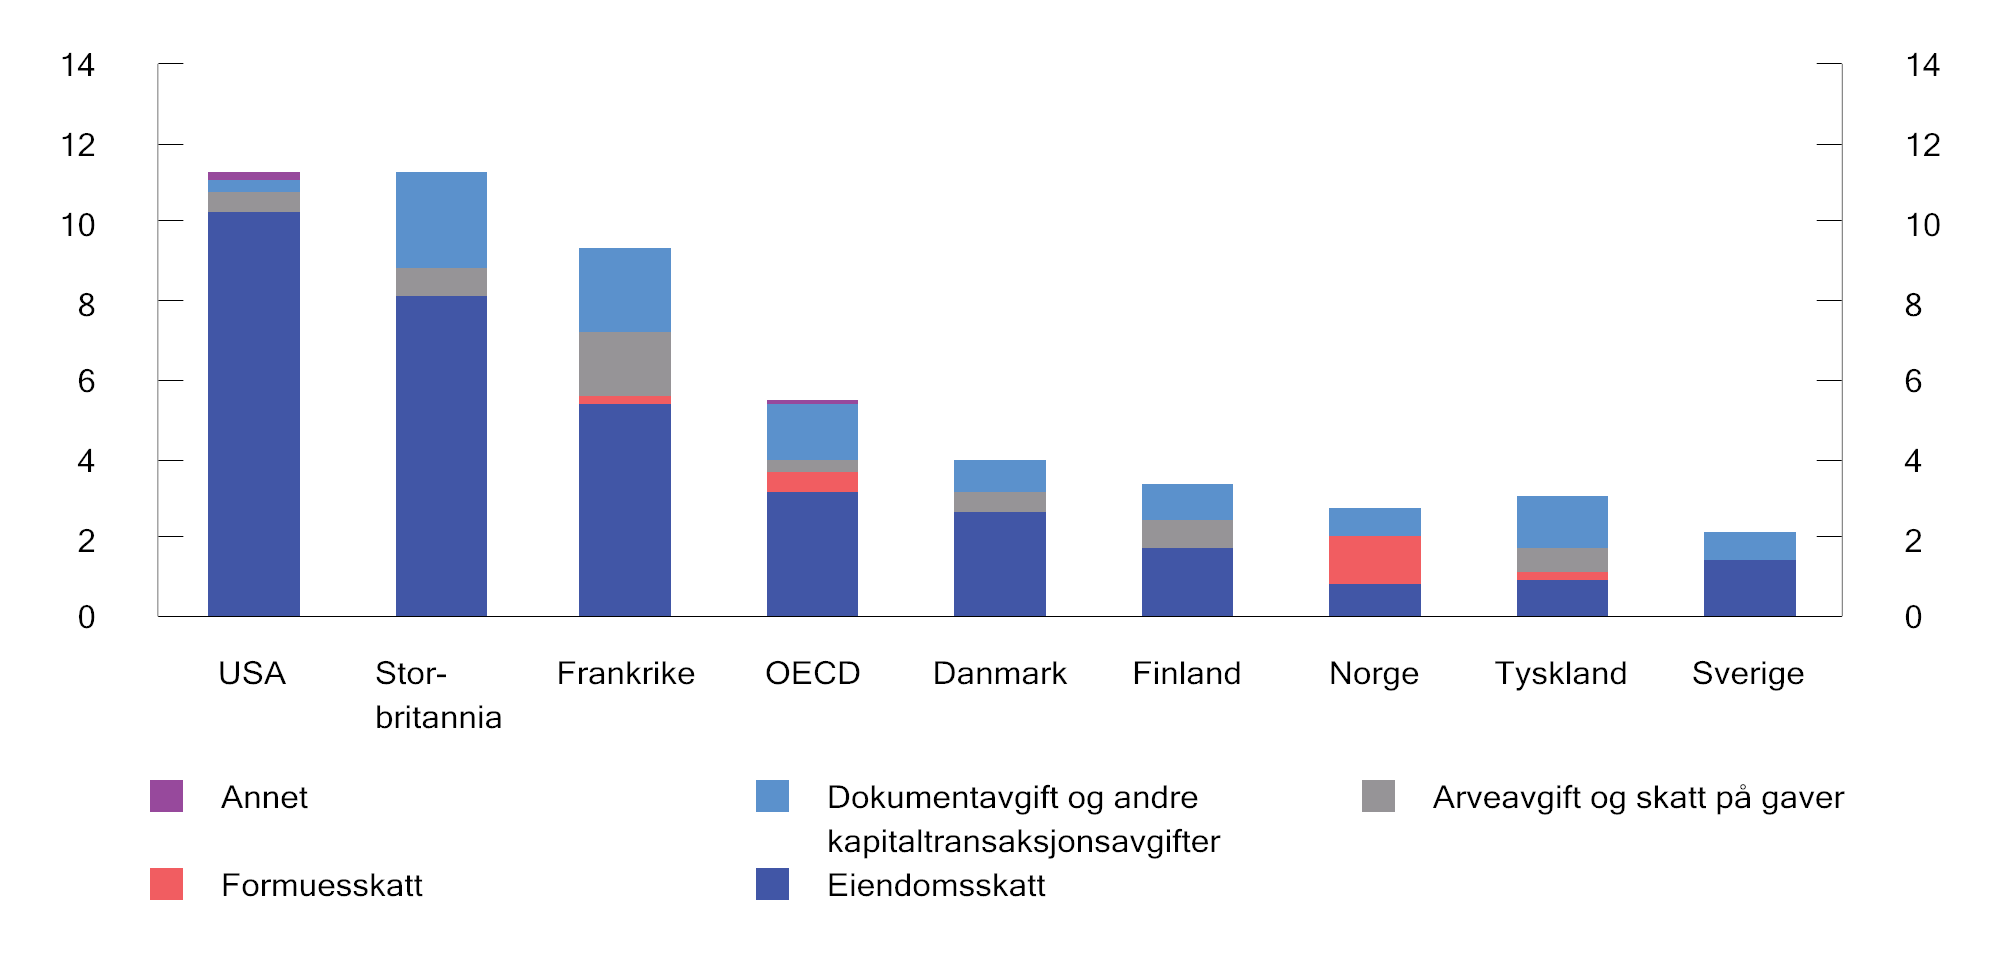 14 14
12 12
10 10
8 8
6 6
4 4
2 2
0 0
USA Stor- Frankrike OECD Danmark Finland Norge Tyskland Sverige
britannia
Annet Dokumentavgift og andre Arveavgift og skatt på gaver
kapitaltransaksjonsavgifter
Formuesskatt Eiendomsskatt